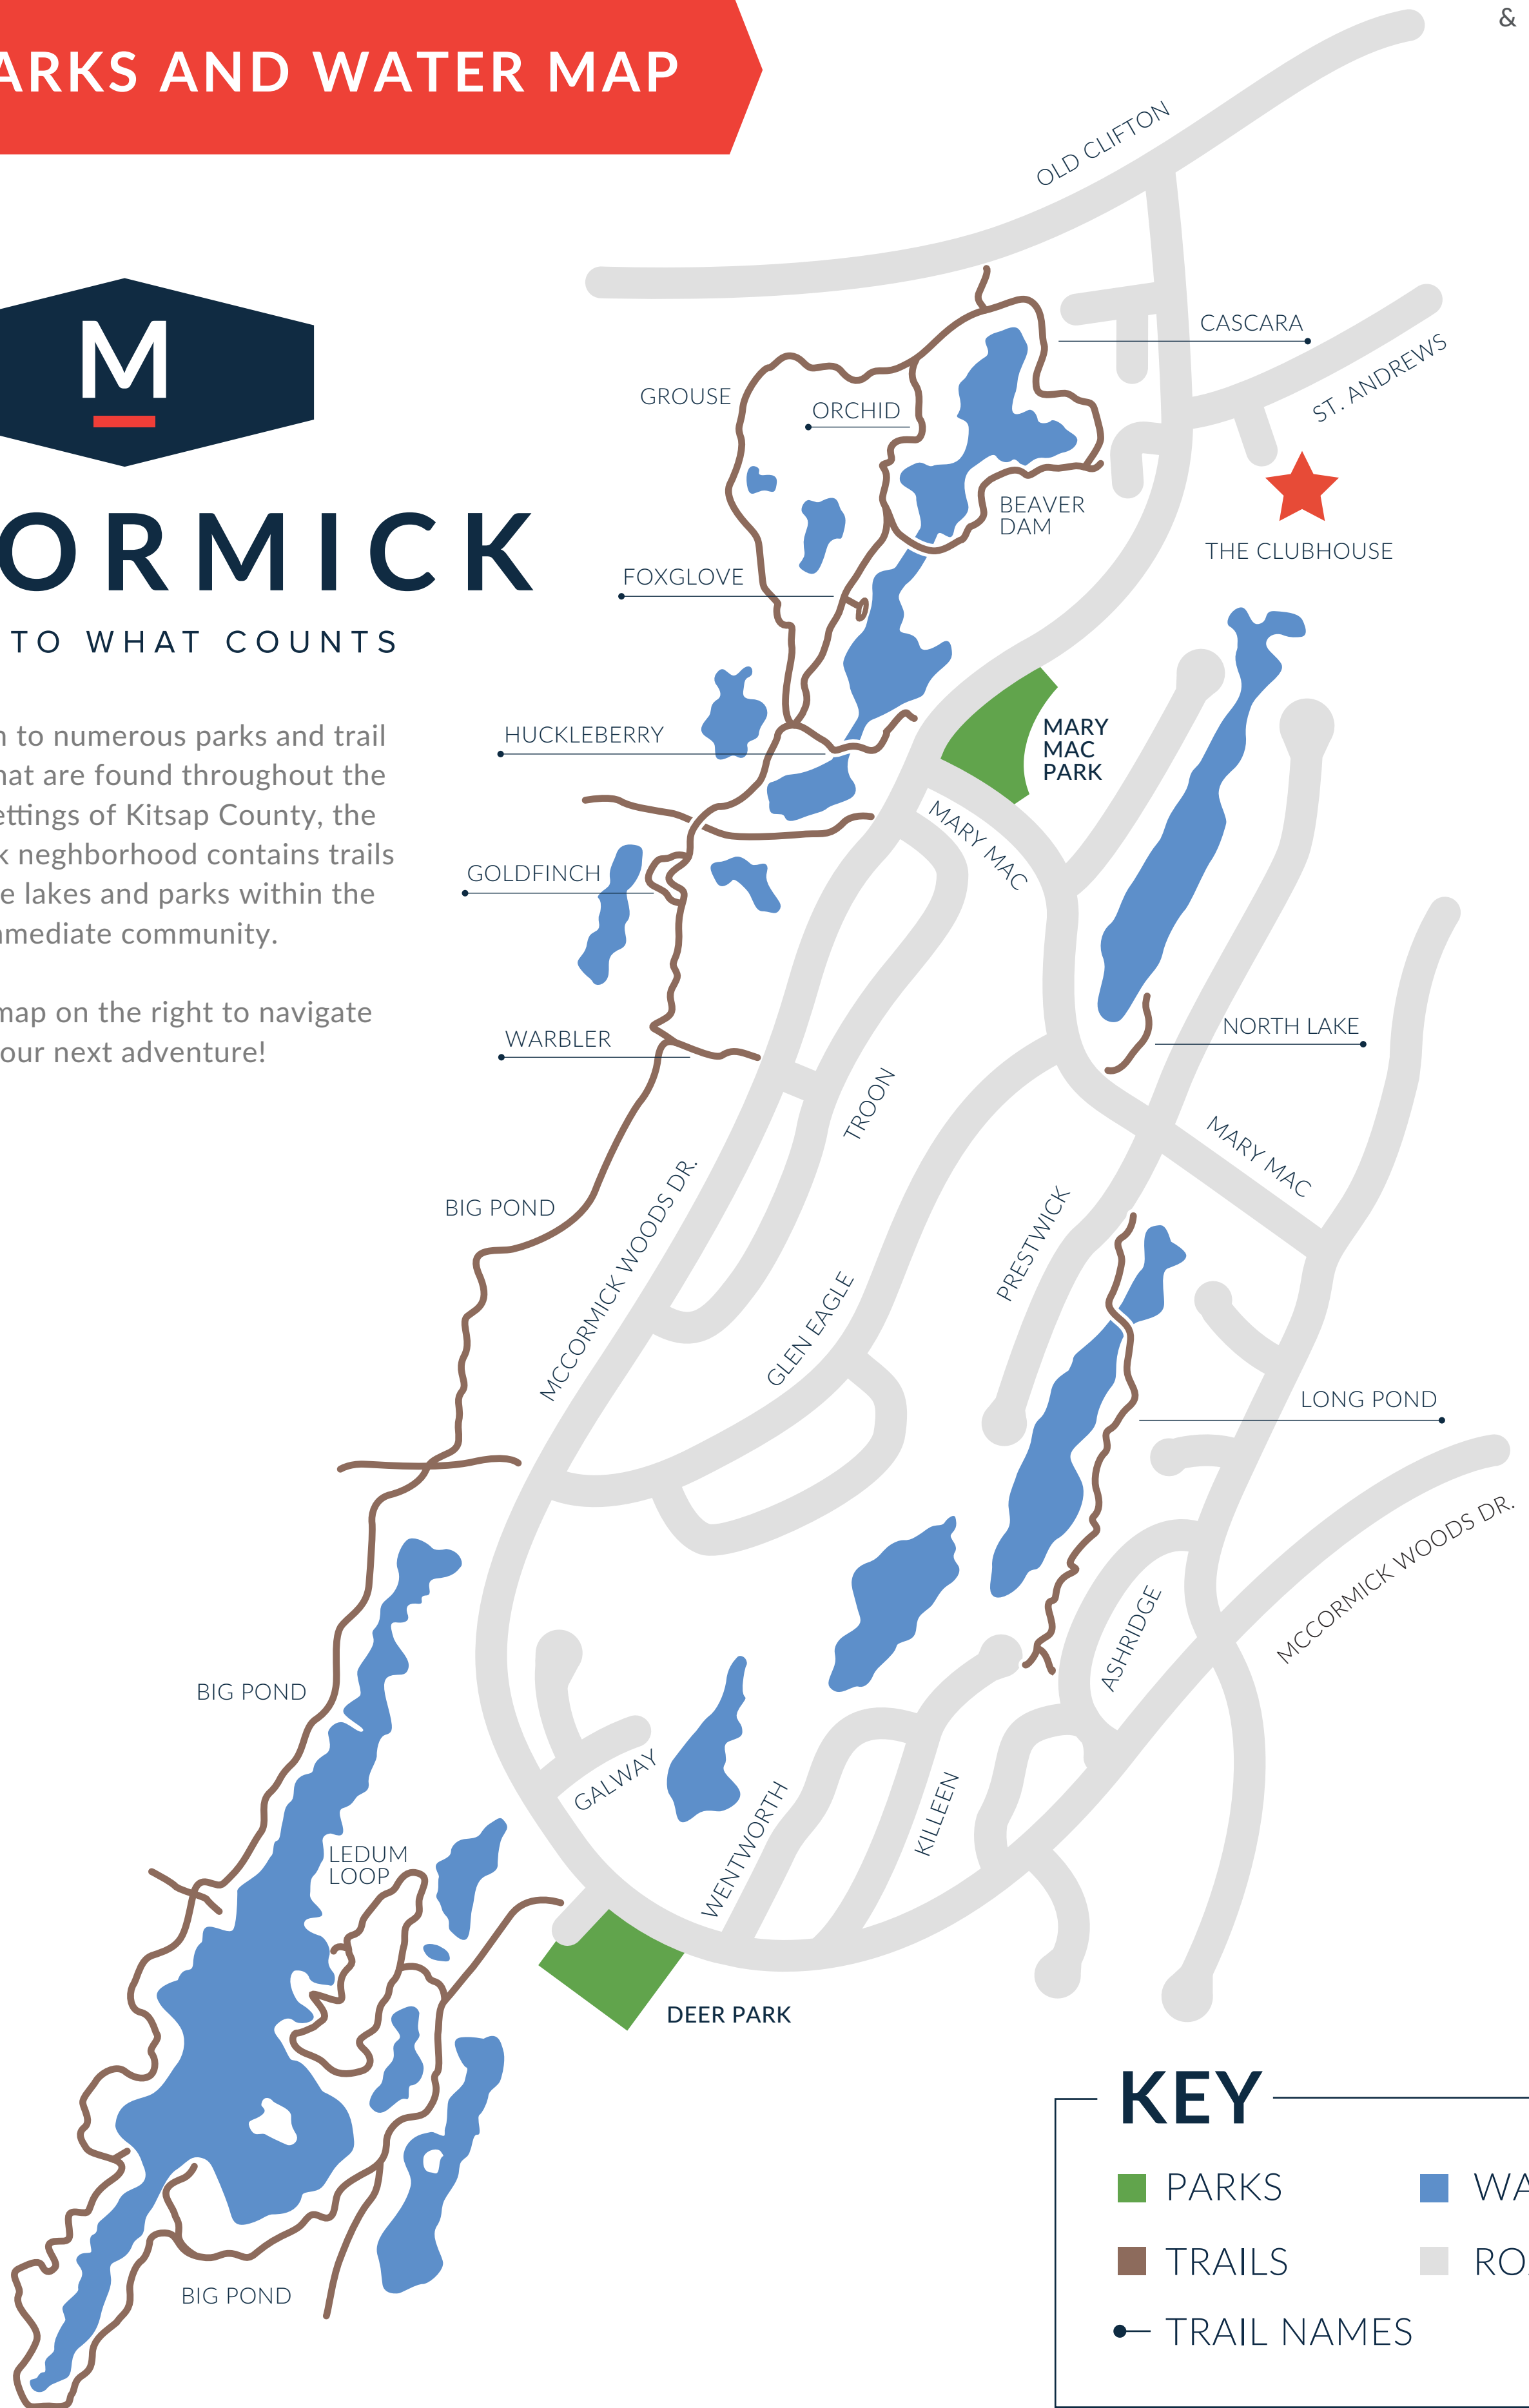 &
ARKS AND WATER MAP
M
ORMICK
TO WHAT COUNTS
n to numerous parks and trail
hat are found throughout the
ettings of Kitsap County, the
k neghborhood contains trails
e lakes and parks within the
mmediate community.
map on the right to navigate
our next adventure!
OLD CLIFTON
CASCARA
ST. ANDREWS
GROUSE
ORCHID
BEAVER
DAM
THE CLUBHOUSE
FOXGLOVE
HUCKLEBERRY
MARY
MAC
PARK
MARY MAC
GOLDFINCH
NORTH LAKE
WARBLER
TROON
MARY MAC
BIG POND
MCCORMICK WOODS DR.
PRESTWICK
GLEN EAGLE
LONG POND
MCCORMICK WOODS DR.
ASHRIDGE
BIG POND
GALWAY
WENTWORTH
KILLEEN
LEDUM
LOOP
DEER PARK
BIG POND
KEY
PARKS
WA
TRAILS
RO
TRAIL NAMES